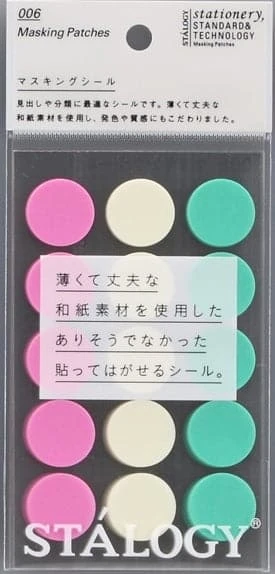 006
Masking Patches
STÁLOGY
stationery,
STANDARD&
TECHNOLOGY
Masking Patches
マスキングシール
見出しや分類に最適なシールです。薄くて丈夫な
和紙素材を使用し、発色や質感にもこだわりました。
薄くて丈夫な
和紙素材を使用した
ありそうでなかった
貼ってはがせるシール。
STÁLOGY®